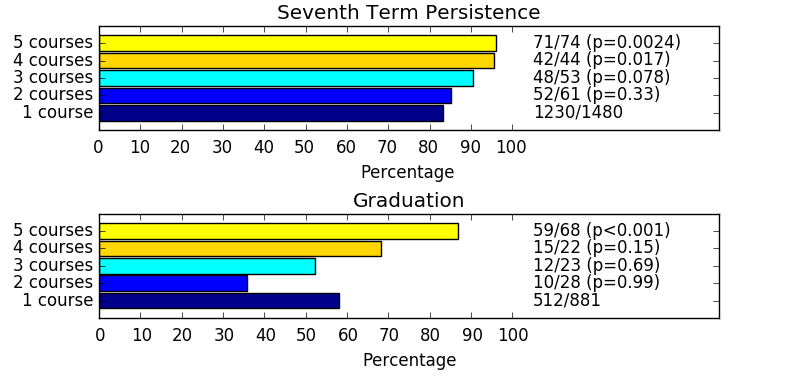 Seventh Term Persistence
5 courses 71/74 (p=0.0024)
4 courses 42/44 (p=0.017)
3 courses 48/53 (p=0.078)
2 courses 52/61 (p=0.33)
1 course 1230/1480
0 10 20 30 40 50 60 70 80 90 100
Percentage
Graduation
5 courses 59/68 (p<0.001)
4 courses 15/22 (p=0.15)
3 courses 12/23 (p=0.69)
2 courses 10/28 (p=0.99)
1 course 512/881
0 10 20 30 40 50 60 70 80 90 100
Percentage